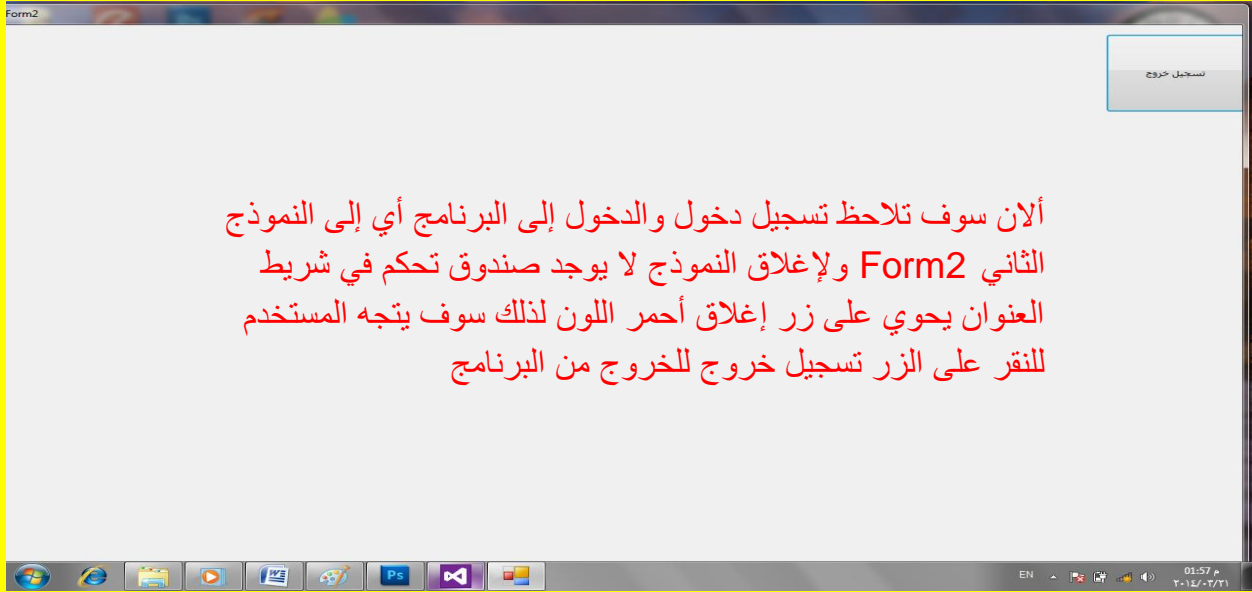 Form2
تسجيل خروج
ألان سوف تلاحظ تسجيل دخول والدخول إلى البرنامج أي إلى النموذج
الثاني Form2 ولإغلاق النموذج لا يوجد صندوق تحكم في شريط
العنوان يحوي على زر إغلاق أحمر اللون لذلك سوف يتجه المستخدم
للنقر على الزر تسجيل خروج للخروج من البرنامج
Ps
EN
01:57 م
٢٠١٤/٠٣/٢١